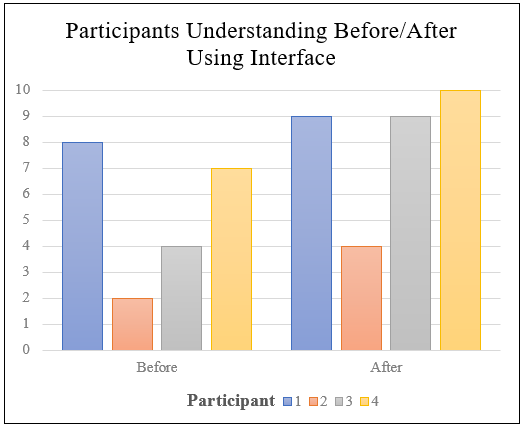 Participants Understanding Before/After
Using Interface
10
9
8
7
6
5
4
3
2
1
0
Before After
Participant 1 2 3 4